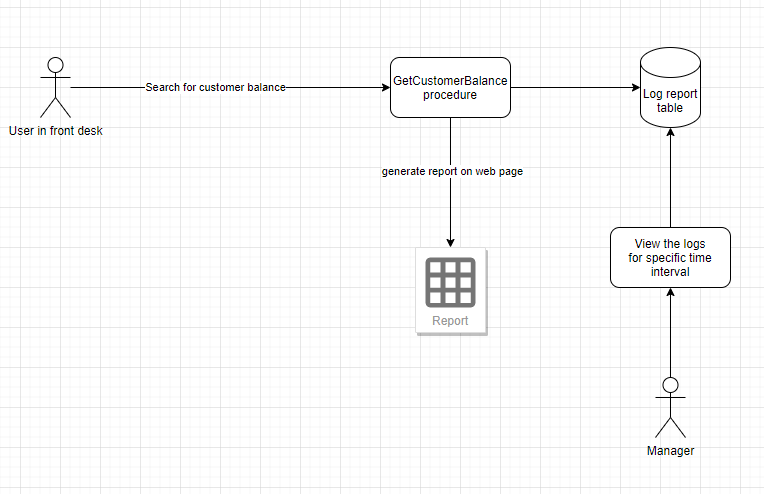 User in front desk
Search for customer balance
GetCustomerBalance
procedure
Log report
table
generate report on web page
Report
View the logs
for specific time
interval
Manager